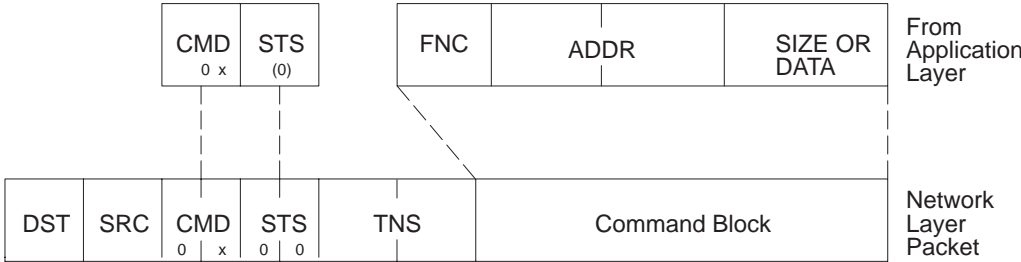 CMD STS FNC ADDR SIZE OR DATA From Application Layer
0 x (0)
DST SRC CMD STS TNS Command Block Network Layer Packet
0 x 0 0